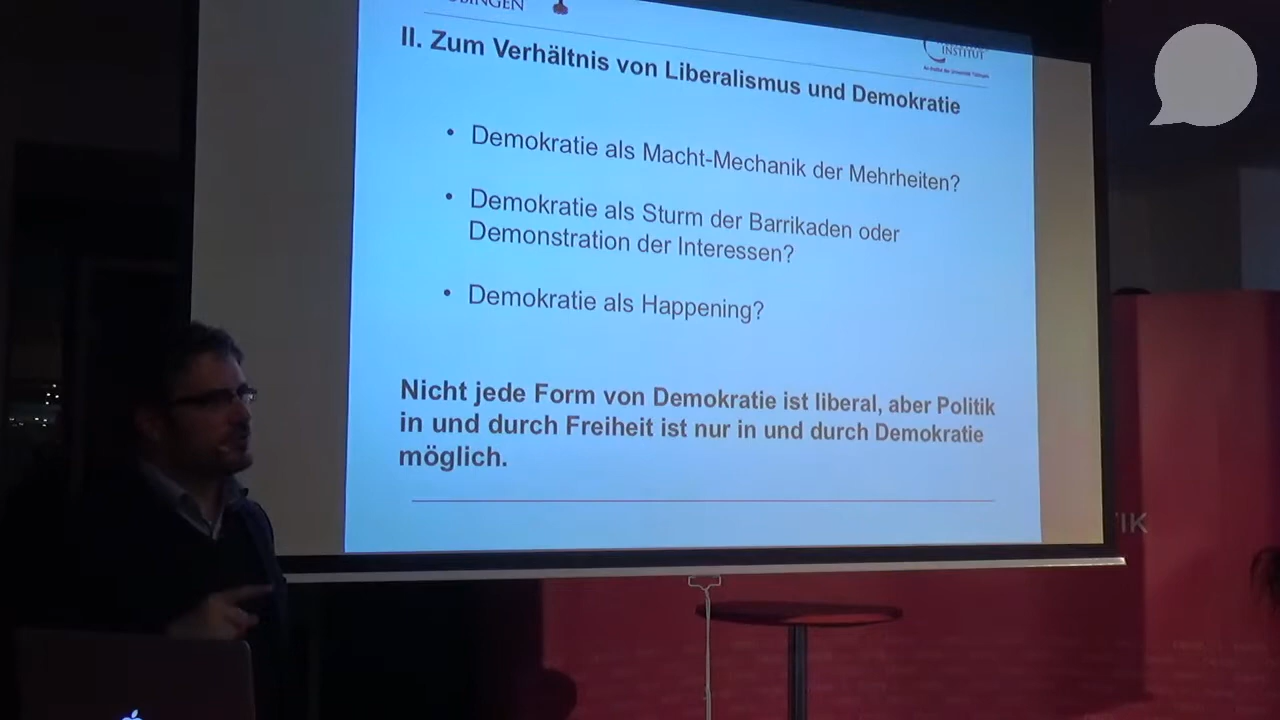 II. Zum Verhältnis von Liberalismus und Demokratie
INSTITUT
• Demokratie als Macht-Mechanik der Mehrheiten?
• Demokratie als Sturm der Barrikaden oder
Demonstration der Interessen?
• Demokratie als Happening?
Nicht jede Form von Demokratie ist liberal, aber Politik
in und durch Freiheit ist nur in und durch Demokratie
möglich.